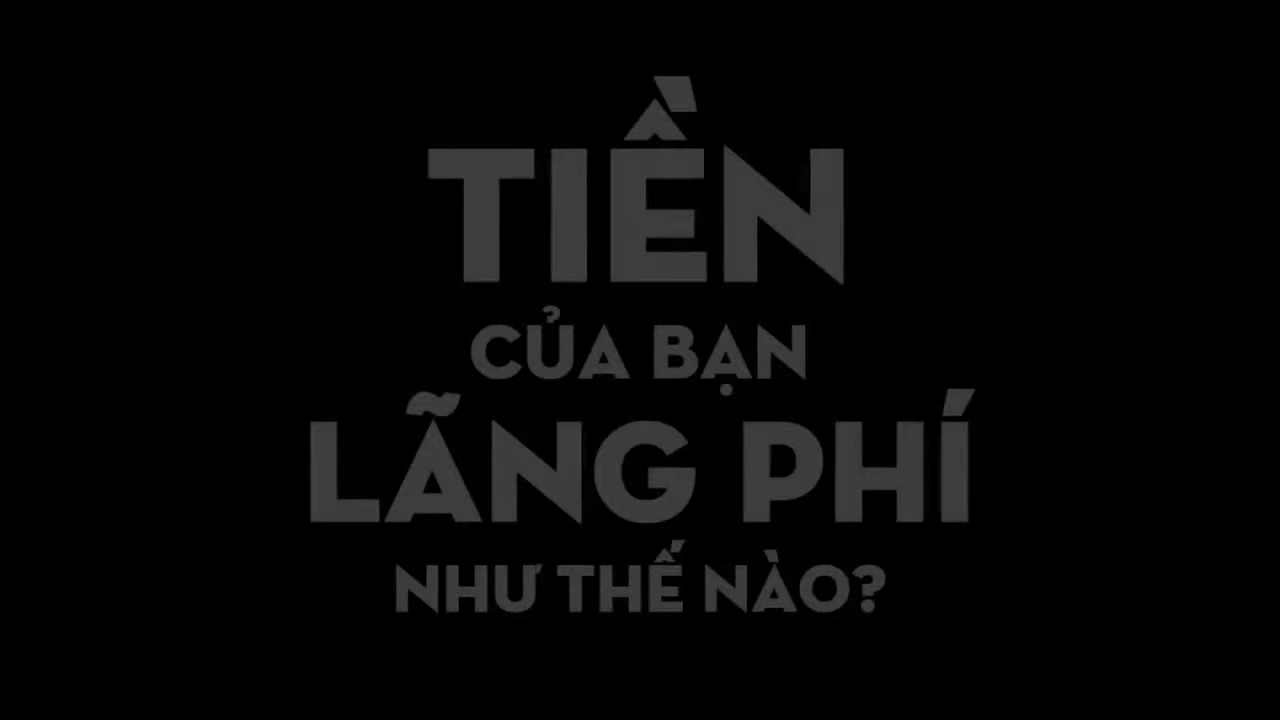 TIỀN
CỦA BẠN
LÃNG PHÍ
NHƯ THẾ NÀO?